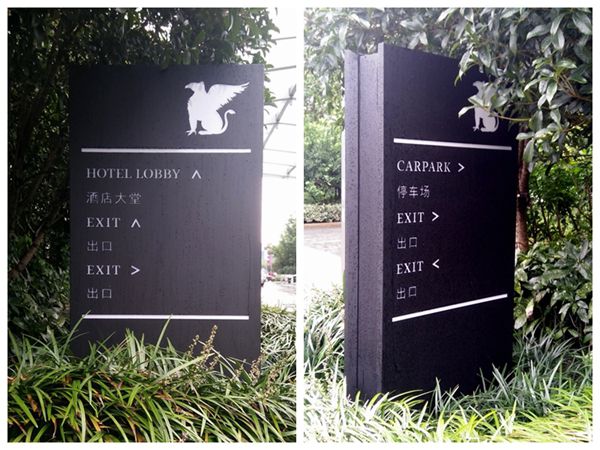 HOTEL LOBBY ∧
酒店大堂
EXIT ∧
出口
EXIT >
出口
CARPARK >
停车场
EXIT >
出口
EXIT <
出口